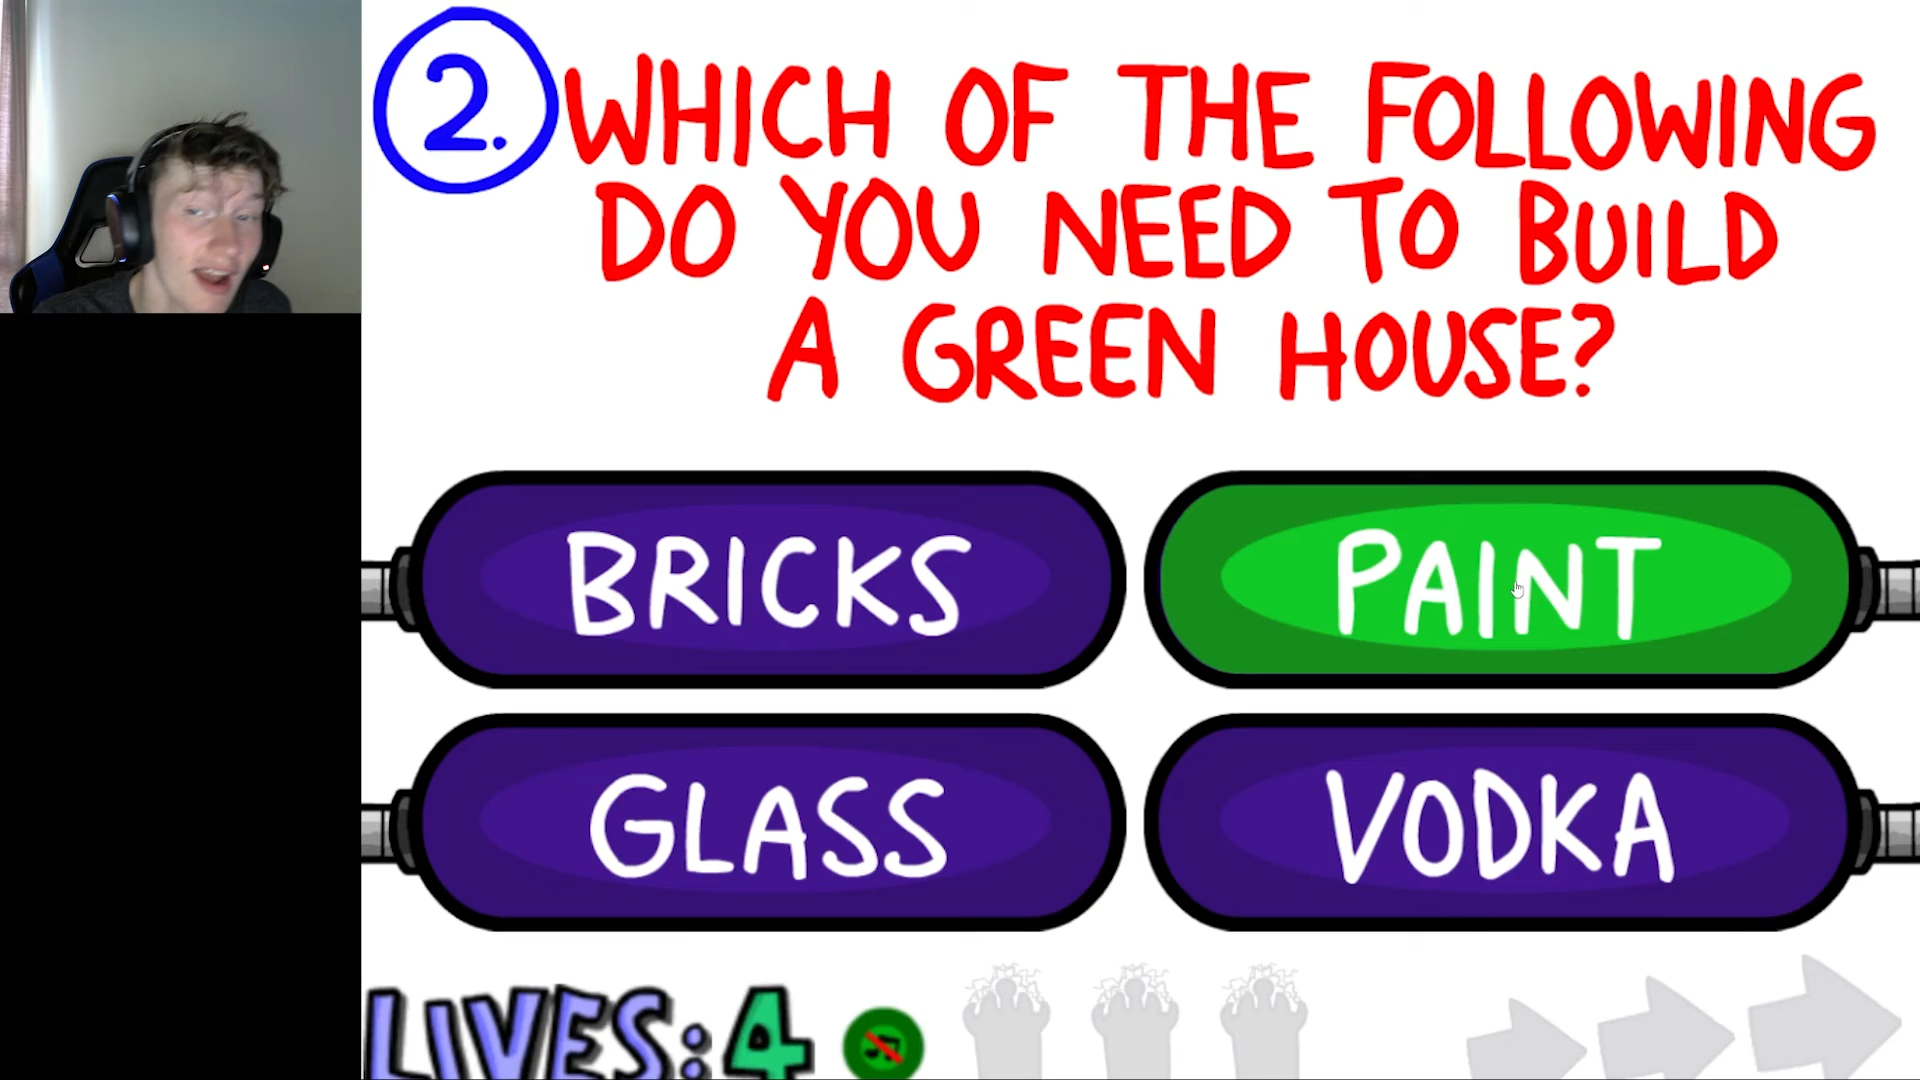 2. WHICH OF THE FOLLOWING
DO YOU NEED TO BUILD
A GREEN HOUSE?
BRICKS
PAINT
GLASS
VODKA
LIVES: 4